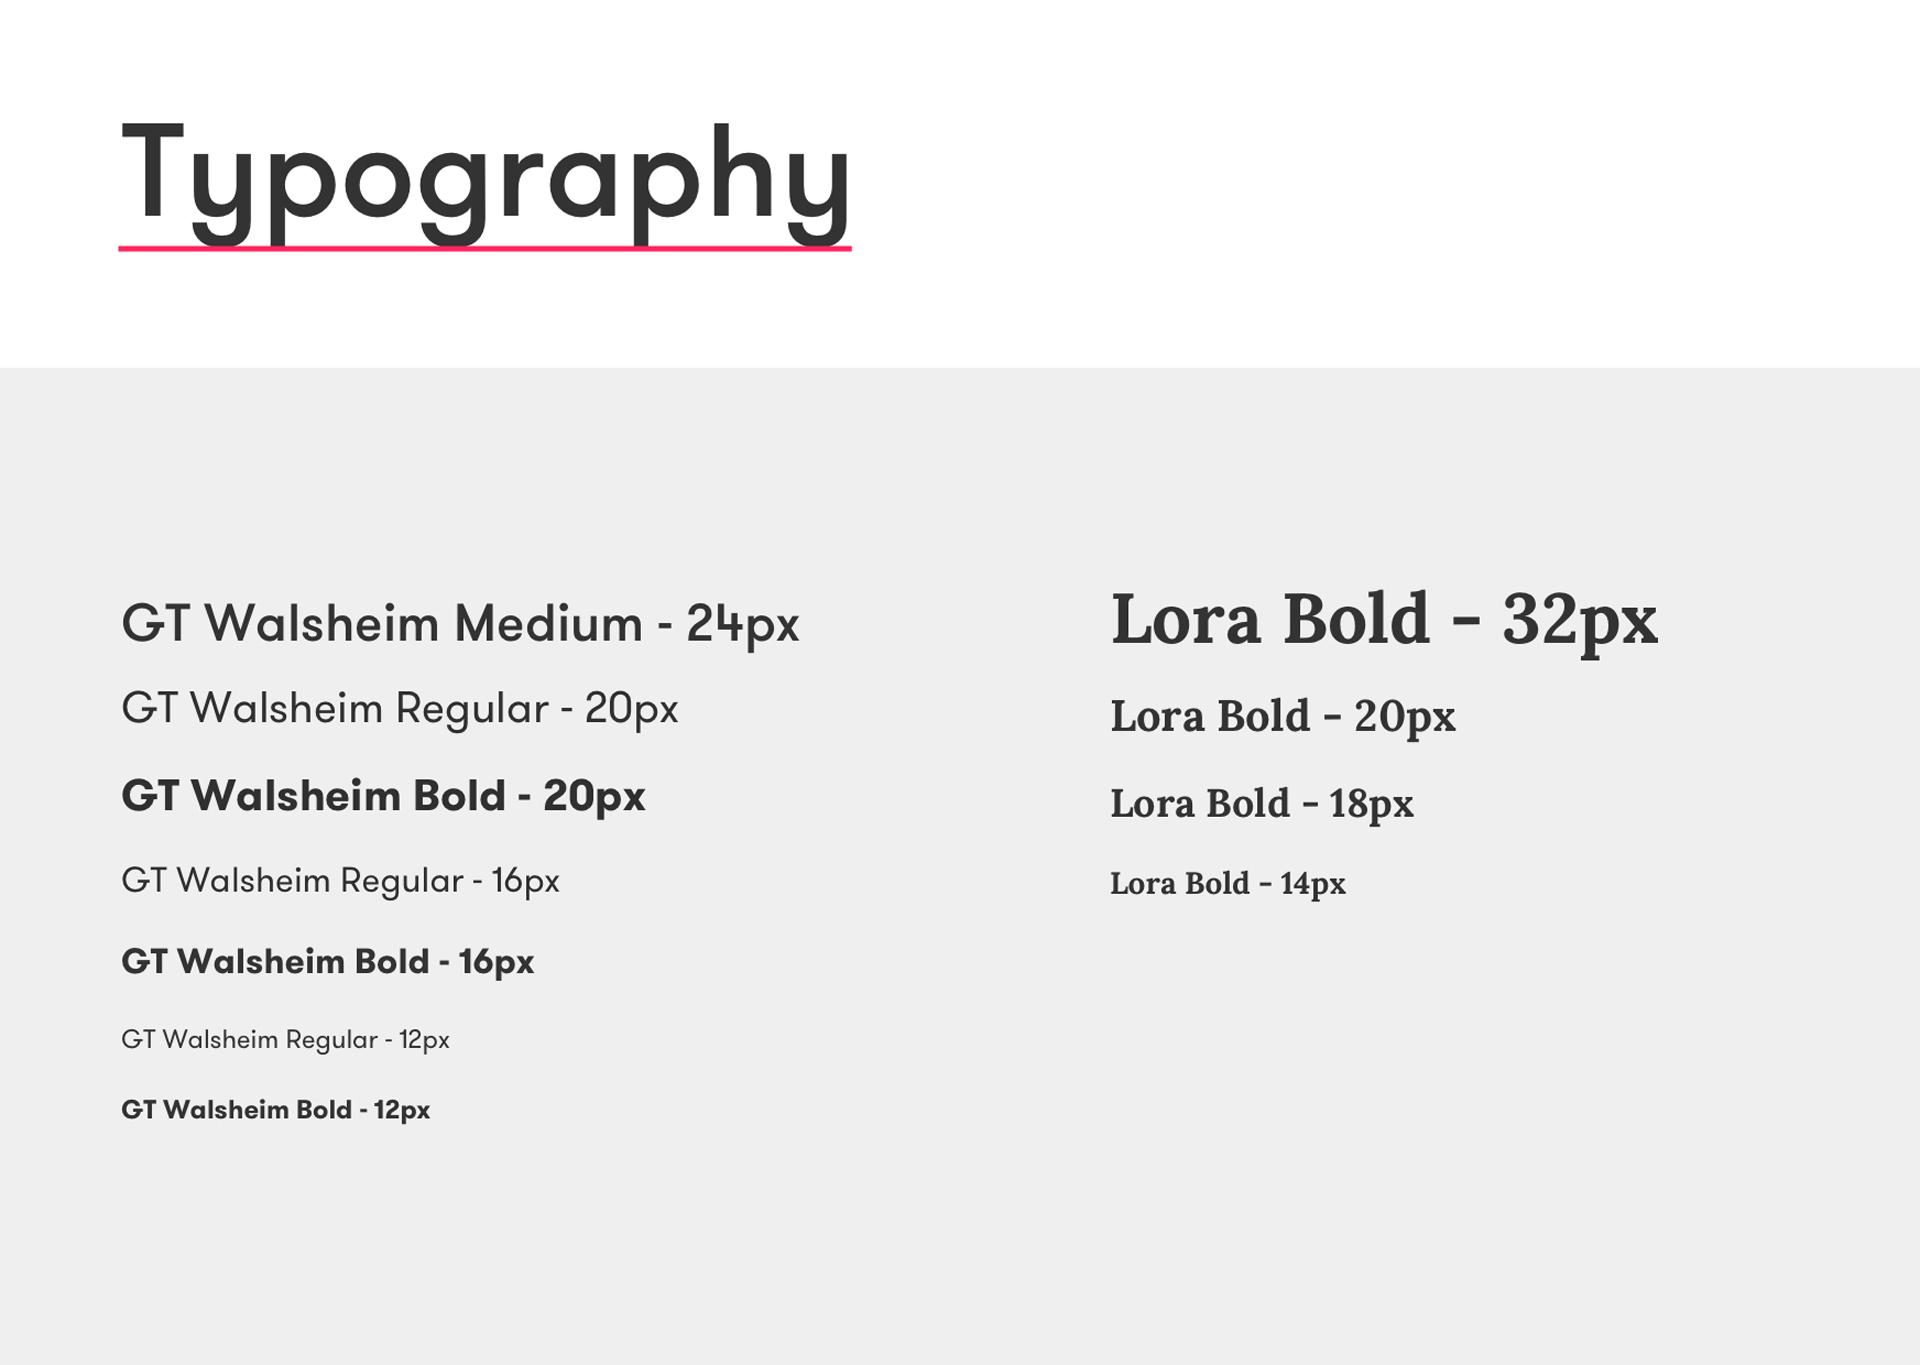 Typography
GT Walsheim Medium - 24px
GT Walsheim Regular - 20px
GT Walsheim Bold - 20px
GT Walsheim Regular - 16px
GT Walsheim Bold - 16px
GT Walsheim Regular - 12px
GT Walsheim Bold - 12px
Lora Bold - 32px
Lora Bold - 20px
Lora Bold - 18px
Lora Bold - 14px